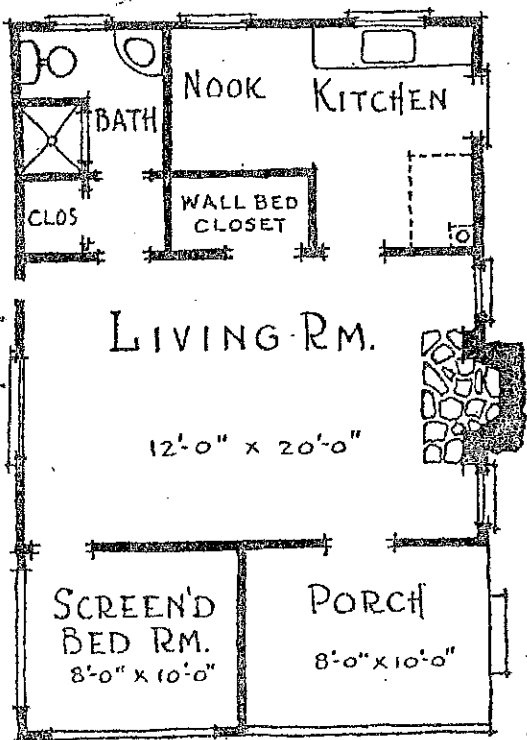 NOOK
KITCHEN
BATH
WALL BED
CLOSET
CLOS
LIVING RM.
12'-0" x 20'-0"
SCREEN'D
BED RM.
8'-0" x 10'-0"
PORCH
8'-0" x 10'-0"